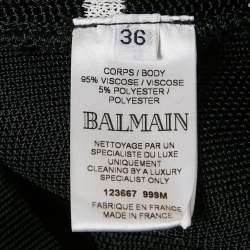 36
CORPS / BODY
95% VISCOSE / VISCOSE
5% POLYESTER /
POLYESTER
BALMAIN
NETTOYAGE PAR UN
SPECIALISTE DU LUXE
UNIQUEMENT
CLEANING BY A LUXURY
SPECIALIST ONLY
123667 999M
FABRIQUE EN FRANCE
MADE IN FRANCE